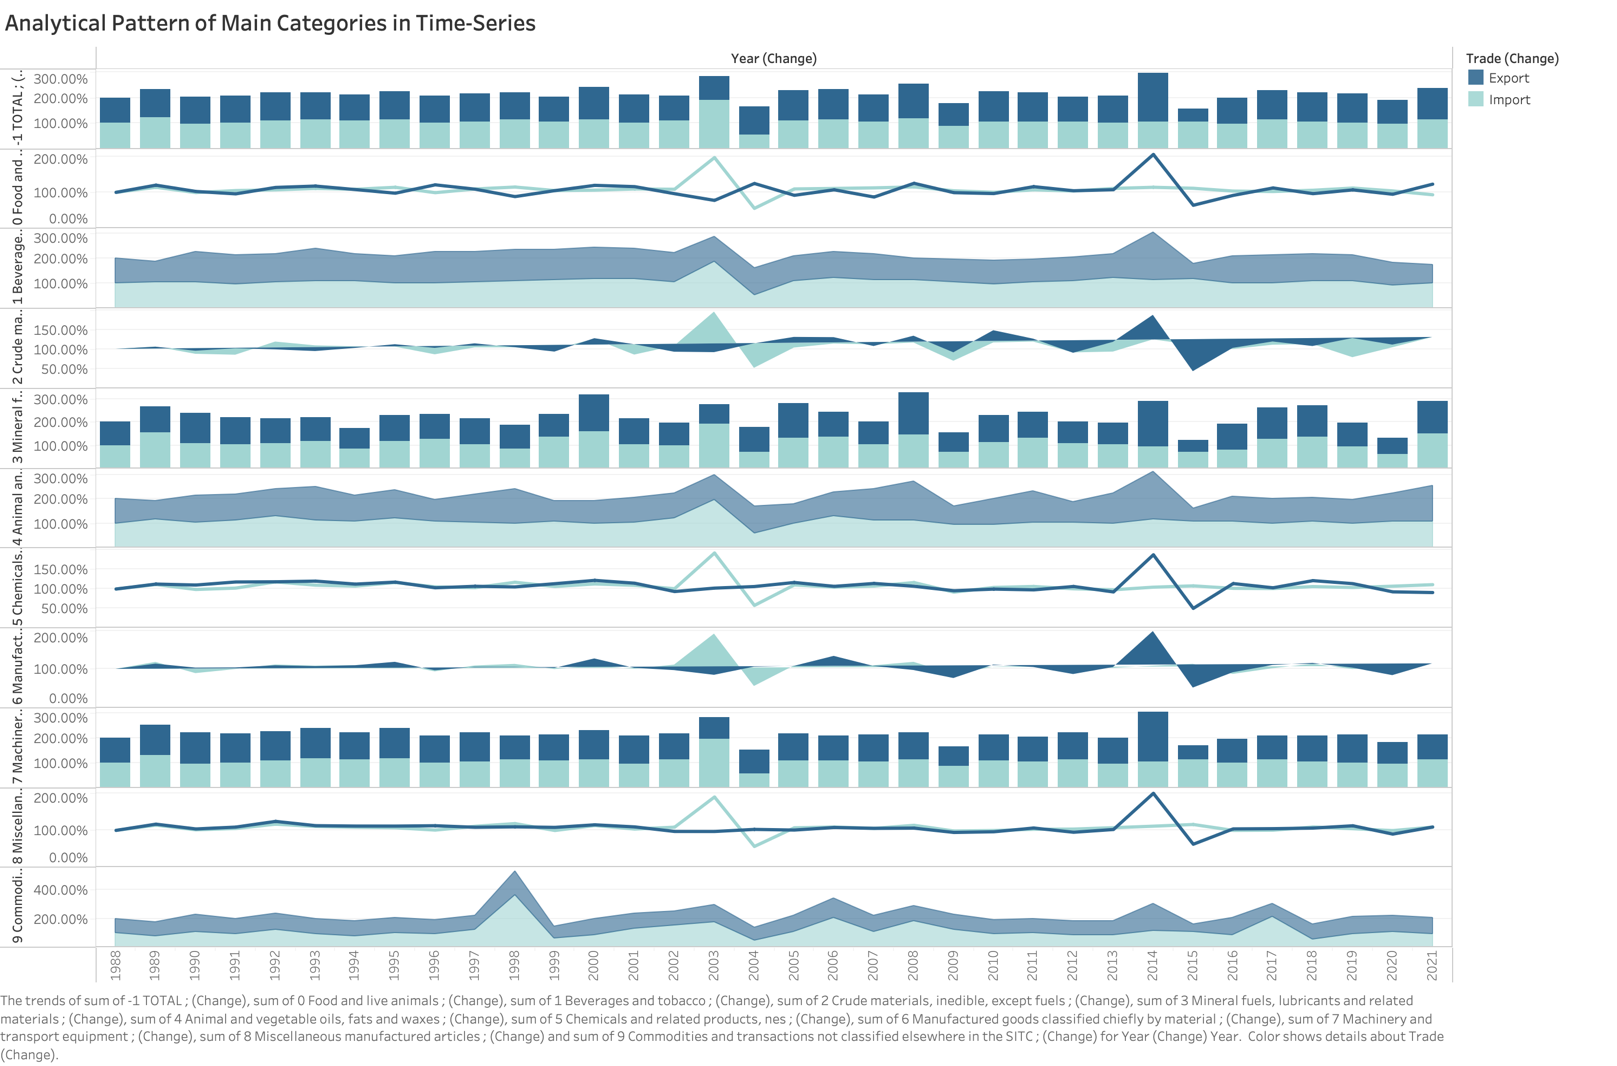 Analytical Pattern of Main Categories in Time-Series
Year (Change)
Trade (Change)
Export
Import
-1 TOTAL ; (..
300.00%
200.00%
100.00%
0 Food and ..
200.00%
100.00%
0.00%
1 Beverage..
300.00%
200.00%
100.00%
2 Crude ma..
150.00%
100.00%
50.00%
3 Mineral f..
300.00%
200.00%
100.00%
4 Animal an..
300.00%
200.00%
100.00%
5 Chemicals..
150.00%
100.00%
50.00%
6 Manufact..
200.00%
100.00%
0.00%
7 Machiner..
300.00%
200.00%
100.00%
8 Miscellan..
200.00%
100.00%
0.00%
9 Commodi..
400.00%
200.00%
1988 1989 1990 1991 1992 1993 1994 1995 1996 1997 1998 1999 2000 2001 2002 2003 2004 2005 2006 2007 2008 2009 2010 2011 2012 2013 2014 2015 2016 2017 2018 2019 2020 2021
The trends of sum of -1 TOTAL ; (Change), sum of 0 Food and live animals ; (Change), sum of 1 Beverages and tobacco ; (Change), sum of 2 Crude materials, inedible, except fuels ; (Change), sum of 3 Mineral fuels, lubricants and related
materials ; (Change), sum of 4 Animal and vegetable oils, fats and waxes ; (Change), sum of 5 Chemicals and related products, nes ; (Change), sum of 6 Manufactured goods classified chiefly by material ; (Change), sum of 7 Machinery and
transport equipment ; (Change), sum of 8 Miscellaneous manufactured articles ; (Change) and sum of 9 Commodities and transactions not classified elsewhere in the SITC ; (Change) for Year (Change) Year.  Color shows details about Trade
(Change).